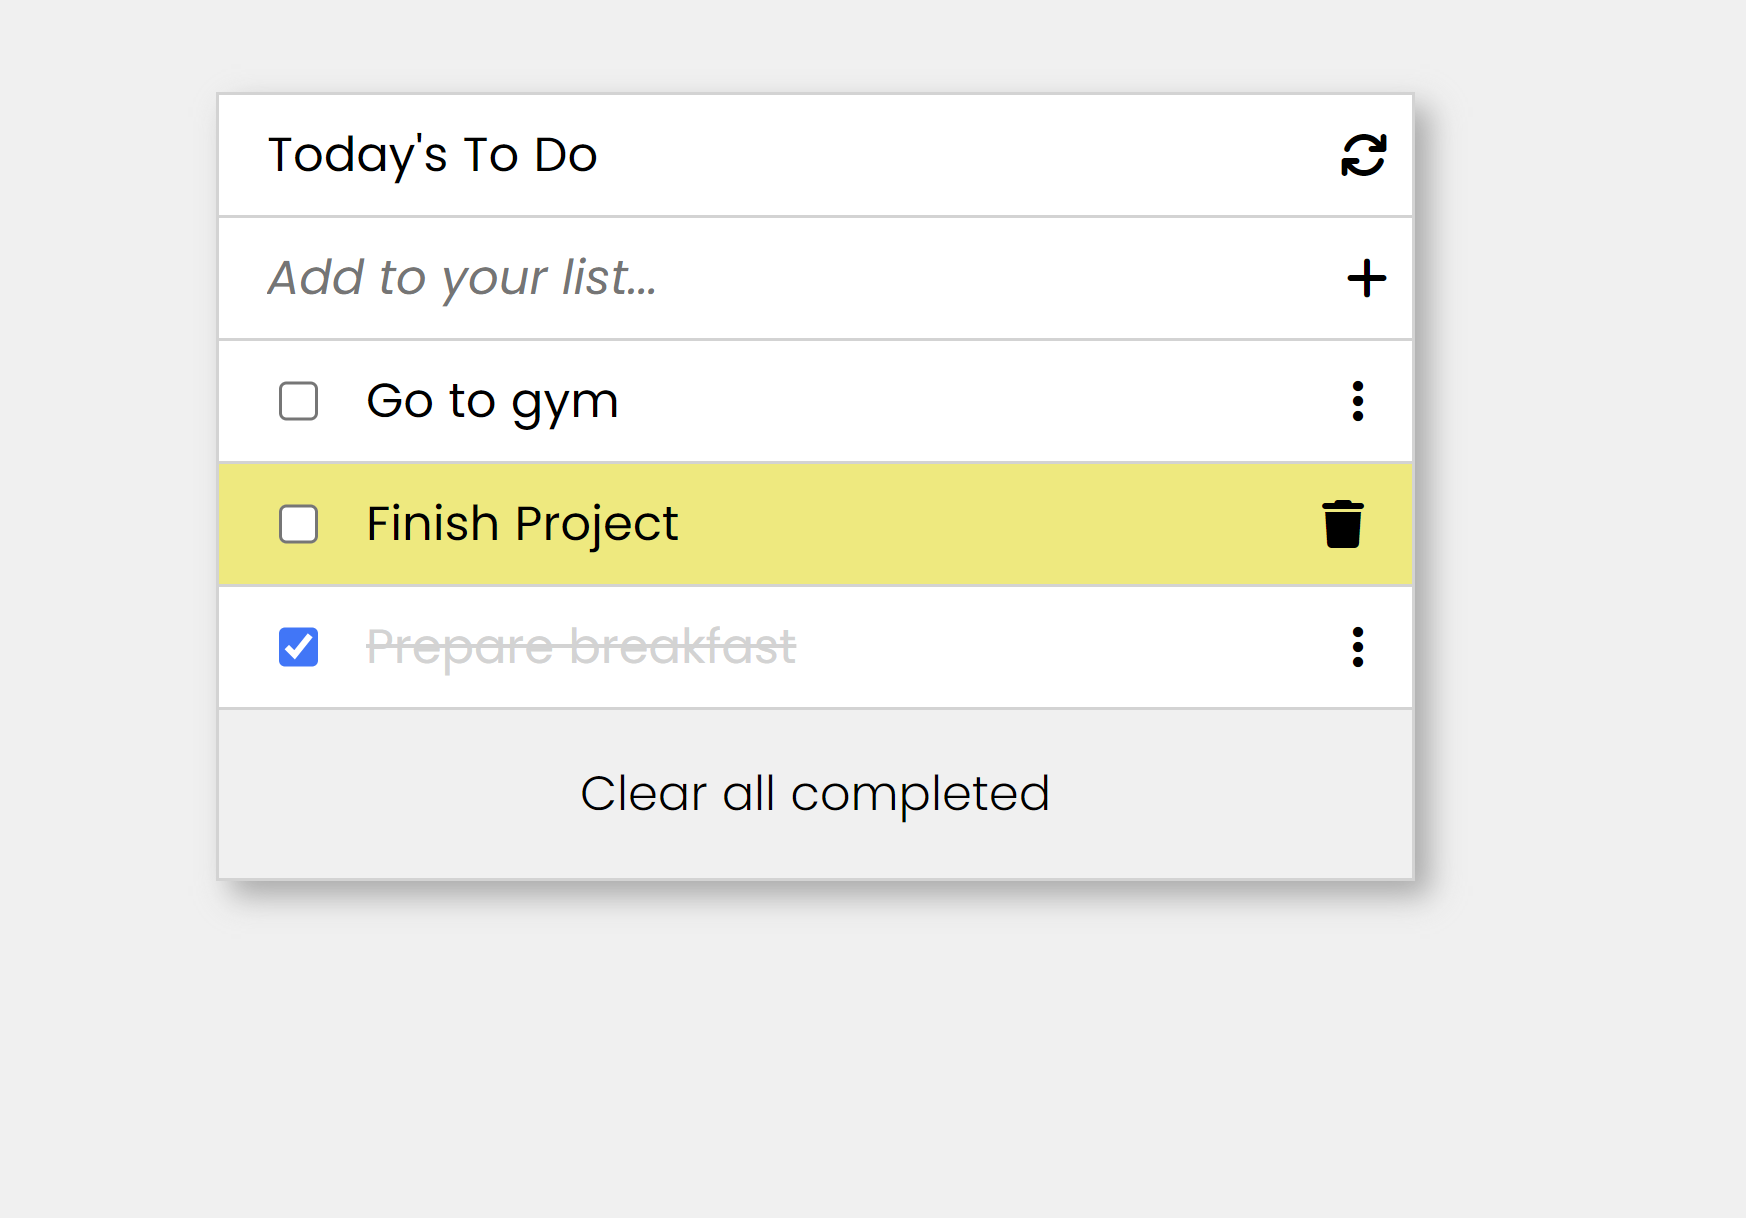 Today's To Do
Add to your list...
Go to gym
Finish Project
Prepare breakfast
Clear all completed